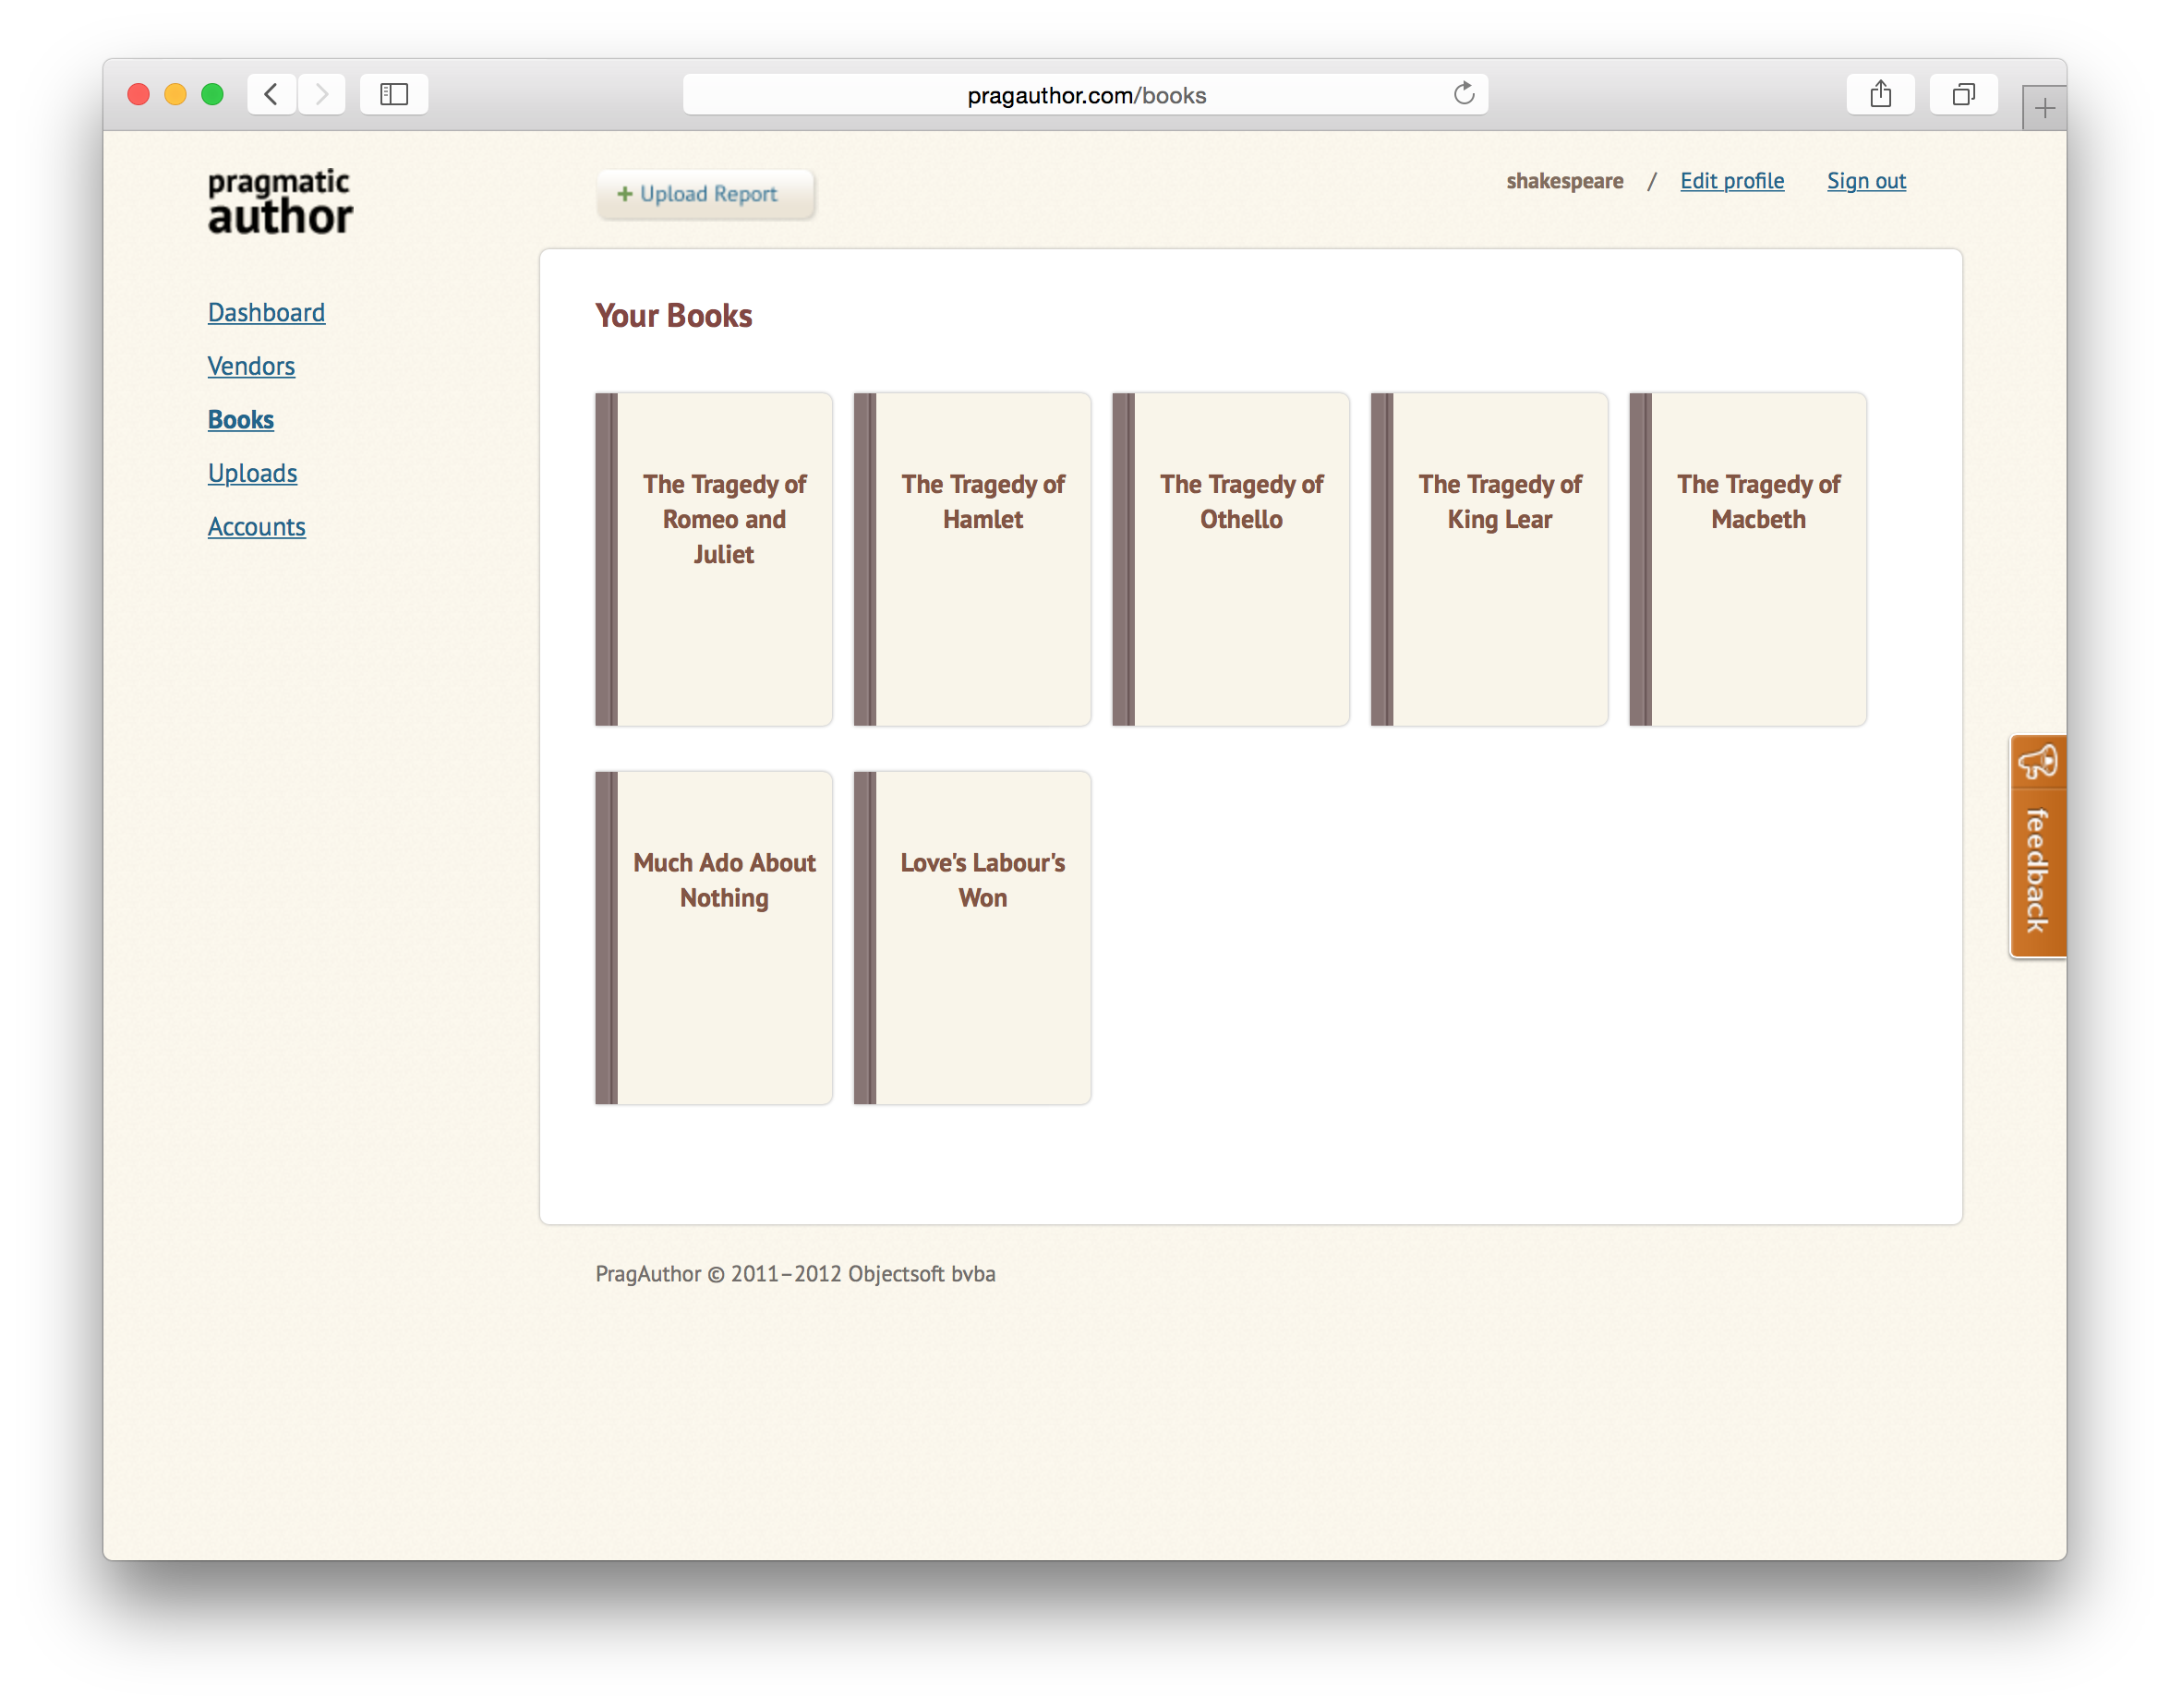 pragauthor.com/books
pragmatic
author
+ Upload Report
shakespeare / Edit profile Sign out
Dashboard
Vendors
Books
Uploads
Accounts
Your Books
The Tragedy of
Romeo and
Juliet
The Tragedy of
Hamlet
The Tragedy of
Othello
The Tragedy of
King Lear
The Tragedy of
Macbeth
Much Ado About
Nothing
Love's Labour's
Won
feedback
PragAuthor © 2011–2012 Objectsoft bvba